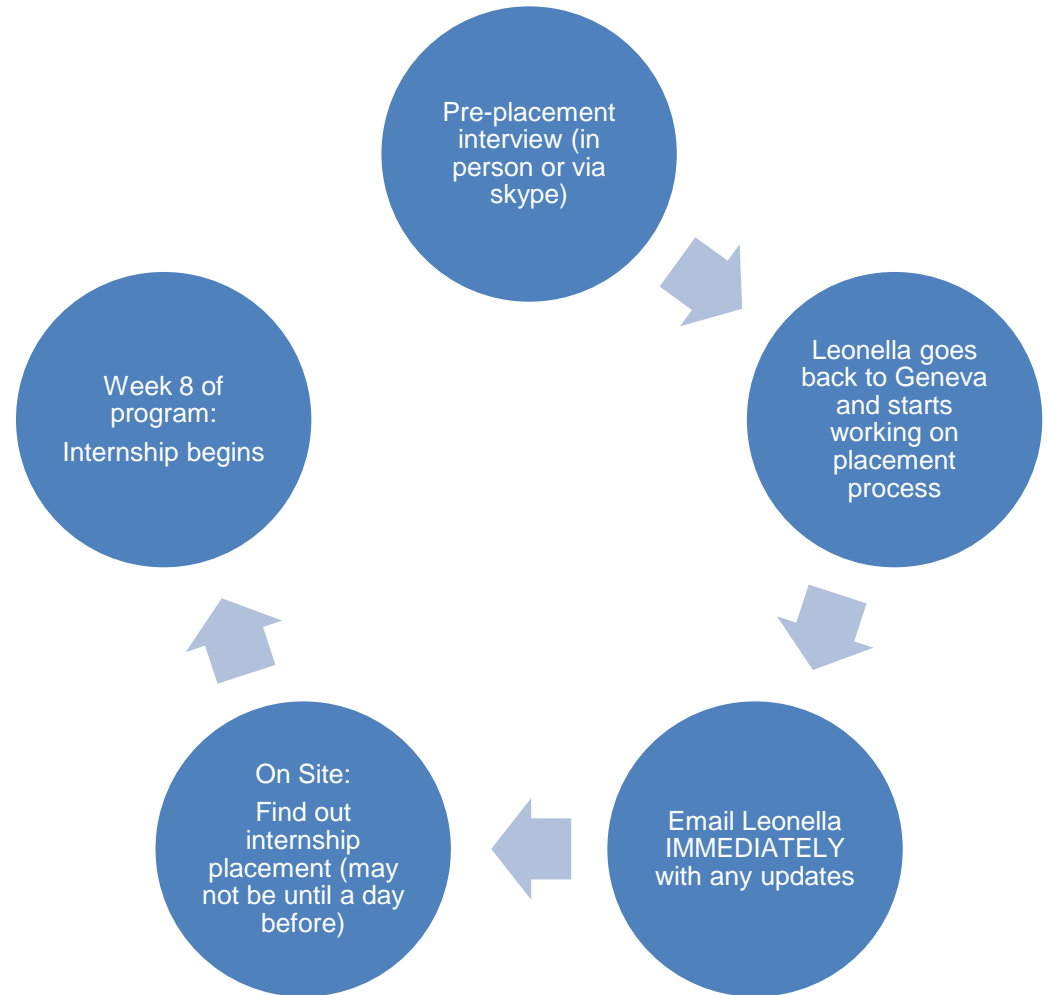 Pre-placement
interview (in
person or via
skype)
Leonella goes
back to Geneva
and starts
working on
placement
process
Email Leonella
IMMEDIATELY
with any updates
On Site:
Find out
internship
placement (may
not be until a day
before)
Week 8 of
program:
Internship begins